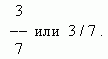 3
7 или 3 / 7 .